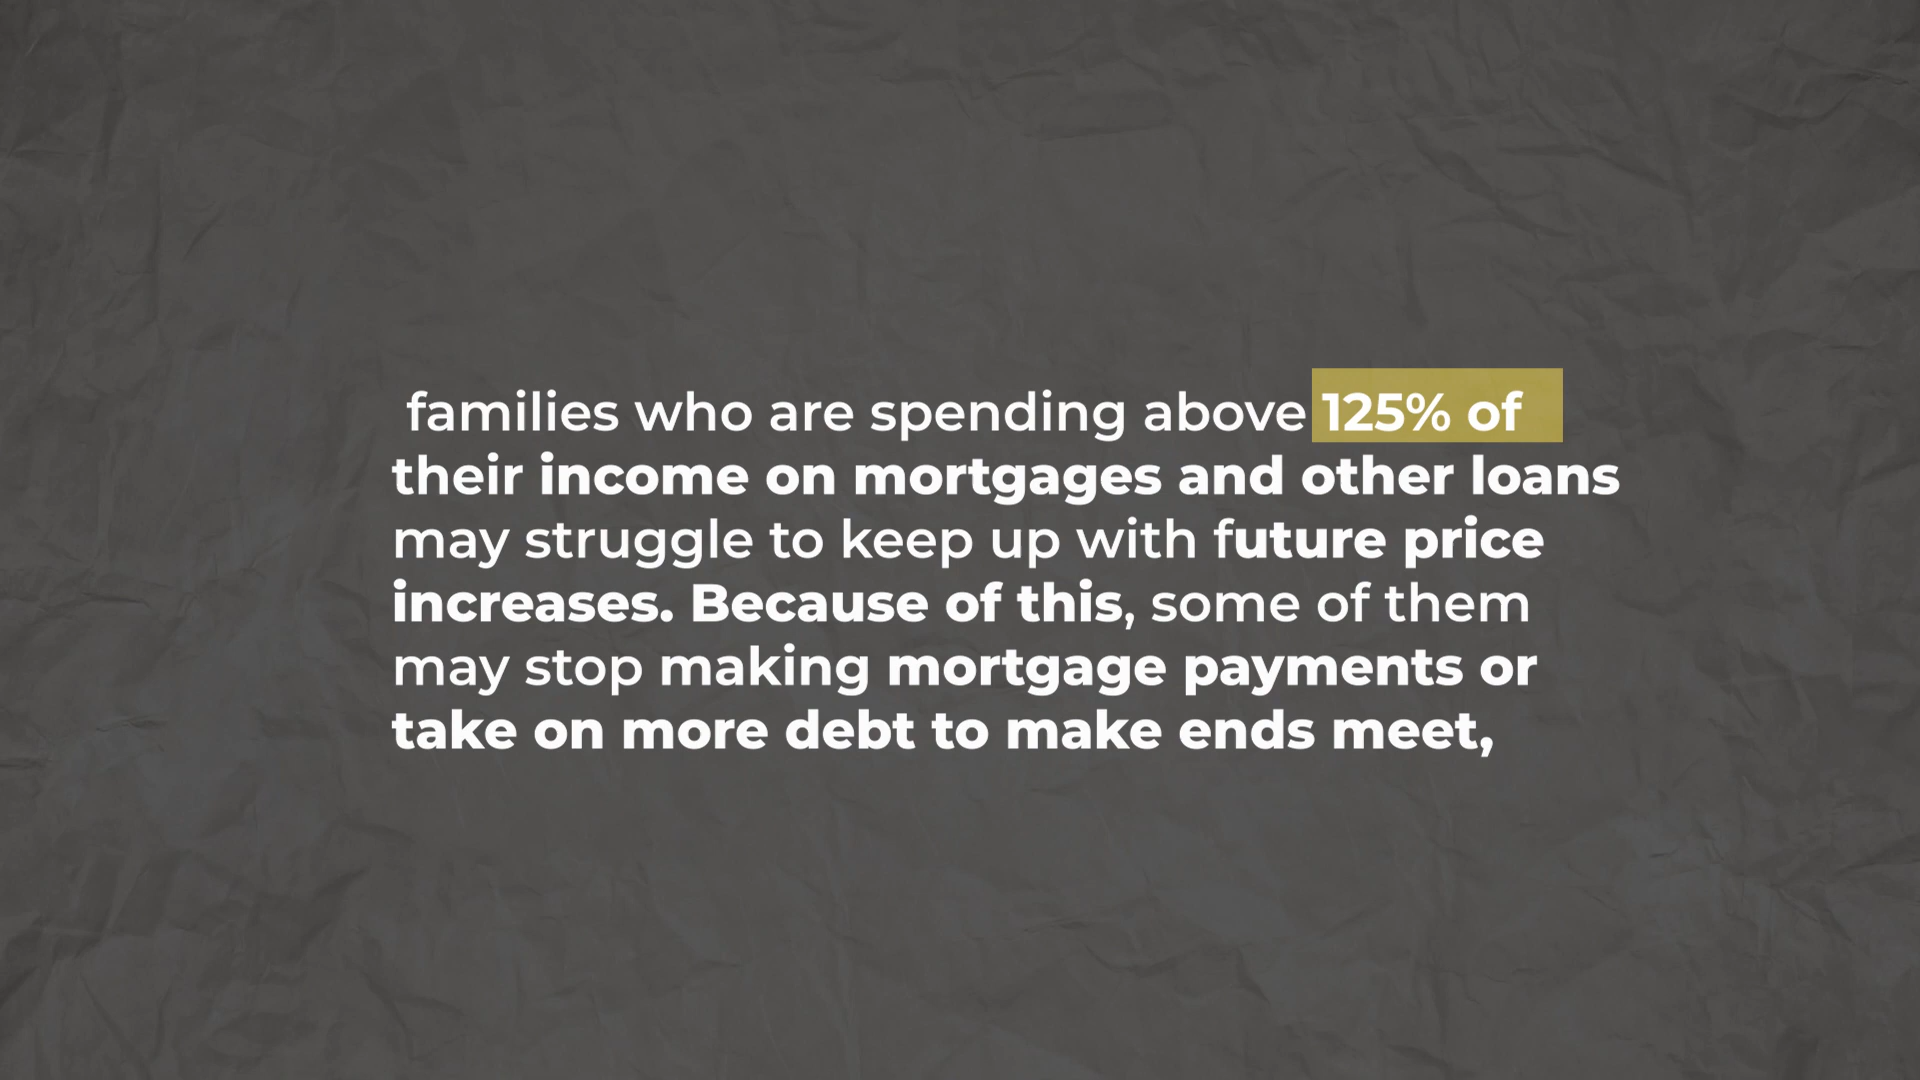 families who are spending above 125% of
their income on mortgages and other loans
may struggle to keep up with future price
increases. Because of this, some of them
may stop making mortgage payments or
take on more debt to make ends meet,